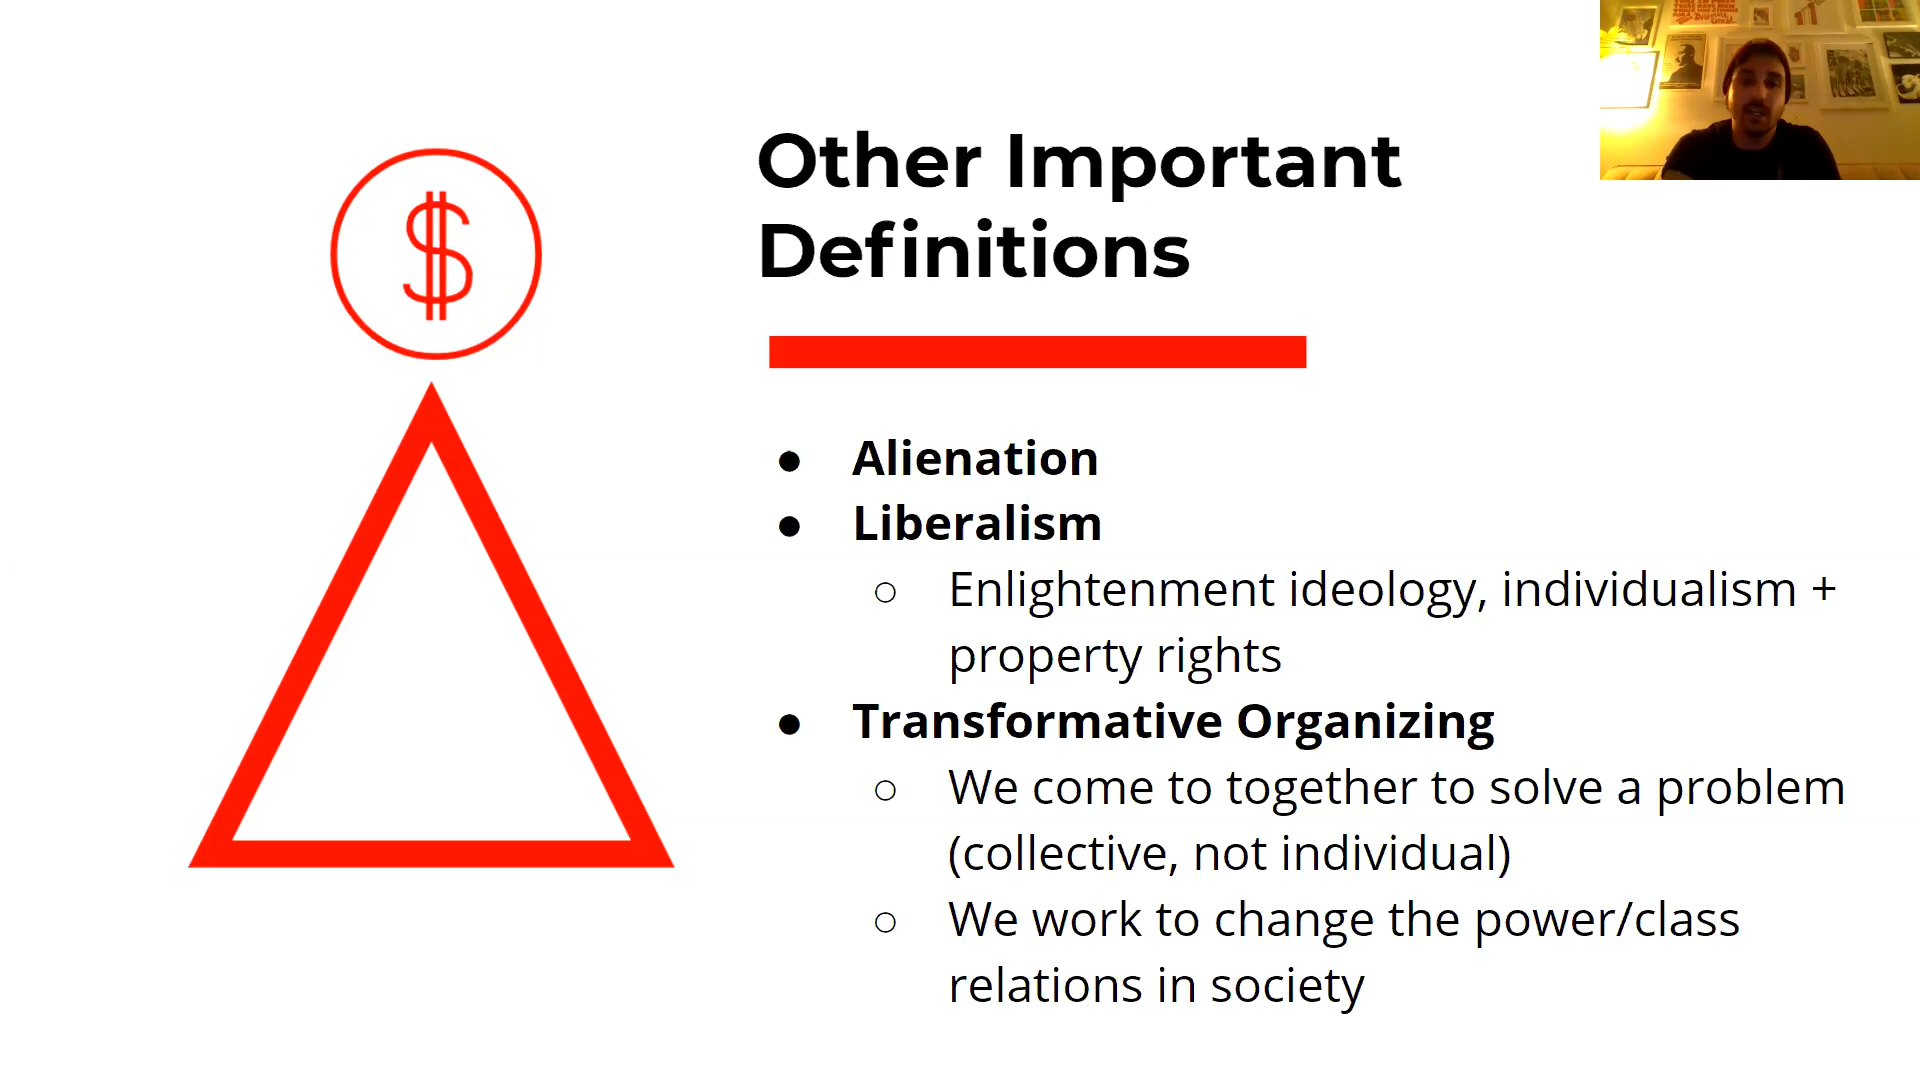 $
Other Important
Definitions
● Alienation
● Liberalism
○ Enlightenment ideology, individualism +
property rights
● Transformative Organizing
○ We come to together to solve a problem
(collective, not individual)
○ We work to change the power/class
relations in society